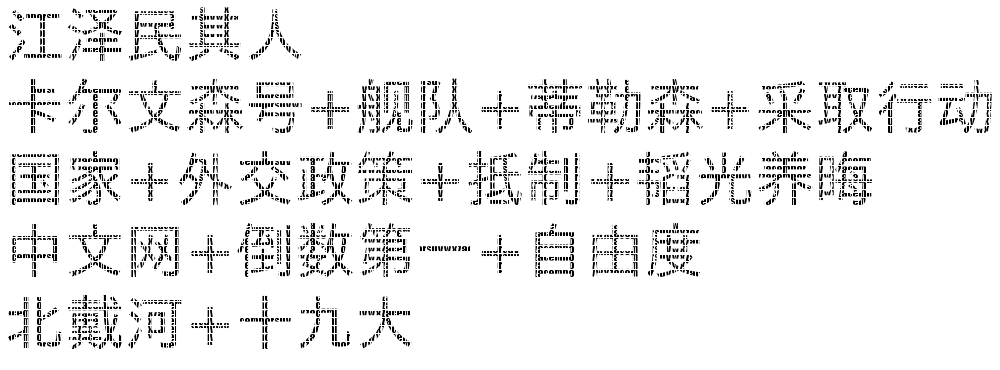 江泽民其人
卡尔文森号+舰队+蒂勒森+采取行动
国家+外交政策+抵制+韬光养晦
中文网+倒数第一+自由度
北戴河+十九大